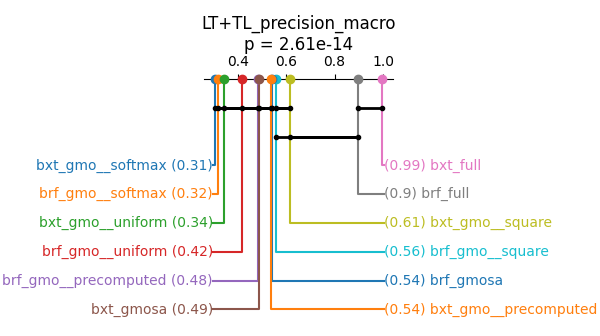 LT+TL_precision_macro
p = 2.61e-14
0.4 0.6 0.8 1.0
bxt_gmo__softmax (0.31) (0.99) bxt_full
brf_gmo__softmax (0.32) (0.9) brf_full
bxt_gmo__uniform (0.34) (0.61) bxt_gmo__square
brf_gmo__uniform (0.42) (0.56) brf_gmo__square
brf_gmo__precomputed (0.48) (0.54) brf_gmosa
bxt_gmosa (0.49) (0.54) bxt_gmo__precomputed